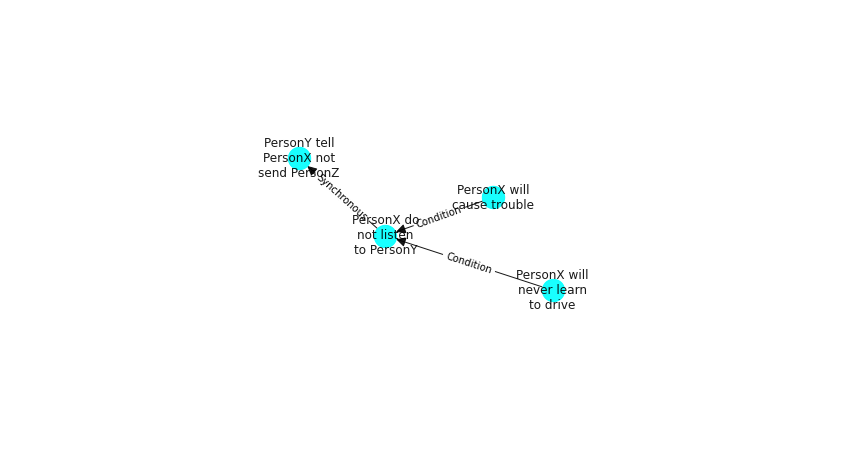 PersonY tell
PersonX not
send PersonZ
Synchronous
PersonX will
cause trouble
Condition
PersonX do
not listen
to PersonY
Condition
PersonX will
never learn
to drive